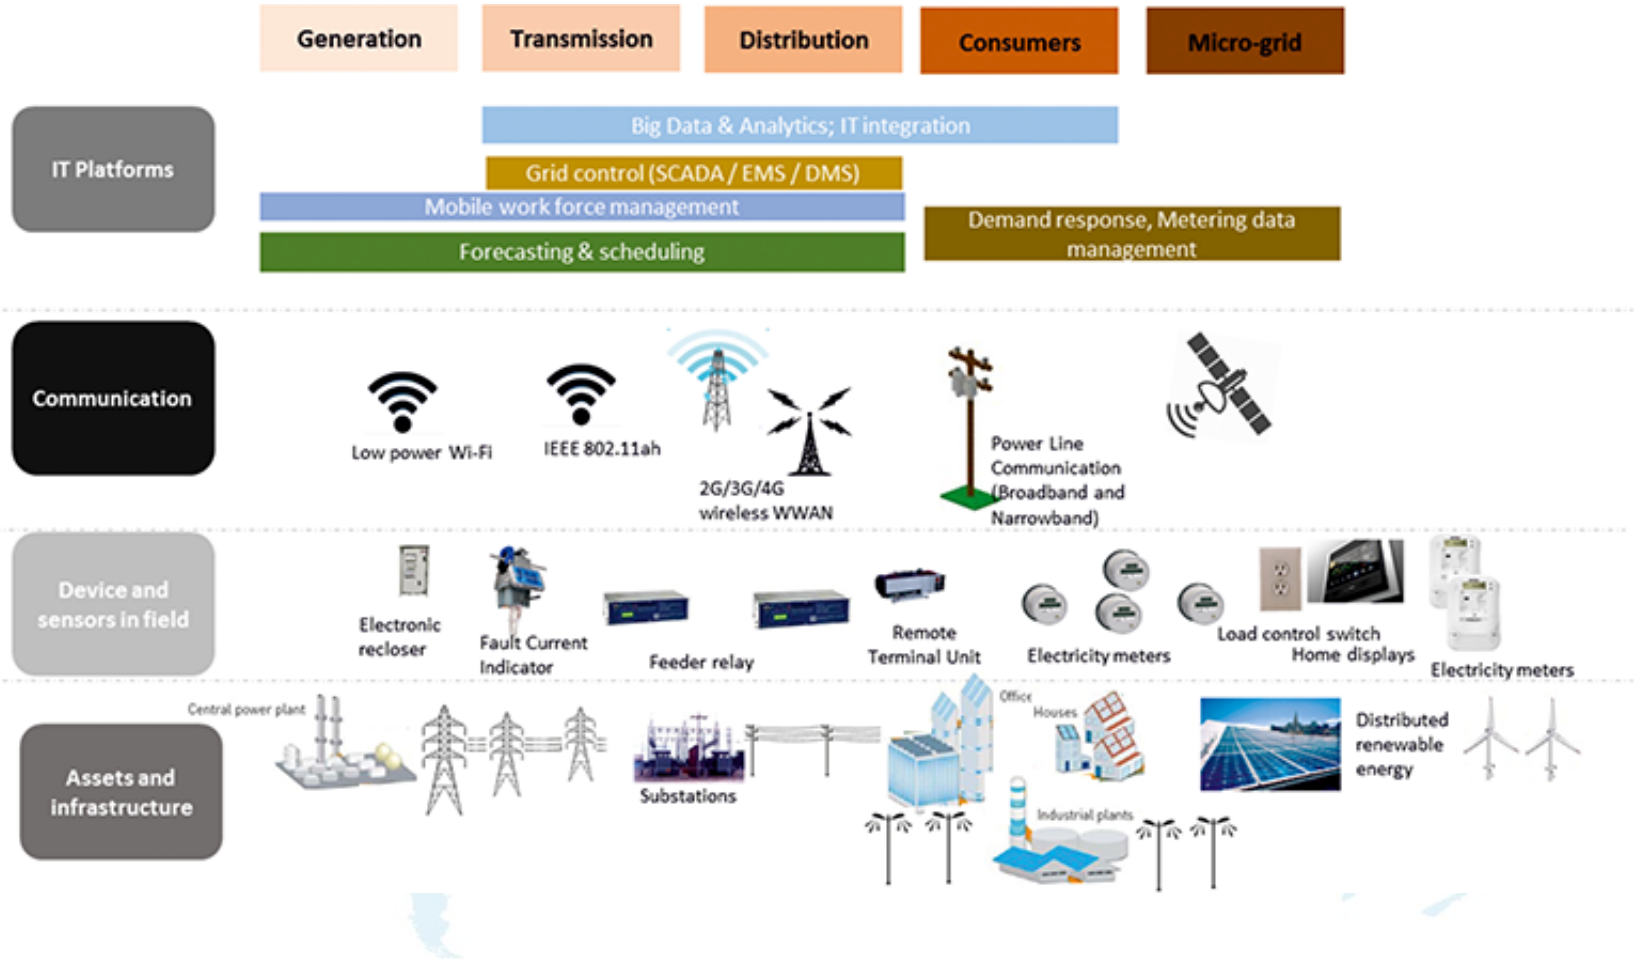 Generation
Transmission
Distribution
Consumers
Micro-grid
IT Platforms
Big Data & Analytics; IT integration
Grid control (SCADA / EMS / DMS)
Mobile work force management
Forecasting & scheduling
Demand response, Metering data
management
Communication
Low power Wi-Fi
IEEE 802.11ah
2G/3G/4G
wireless WWAN
Power Line
Communication
(Broadband and
Narrowband)
Device and
sensors in field
Electronic
recloser
Fault Current
Indicator
Feeder relay
Remote
Terminal Unit
Electricity meters
Load control switch
Home displays
Electricity meters
Assets and
infrastructure
Central power plant
Substations
Office
Houses
Industrial plants
Distributed
renewable
energy